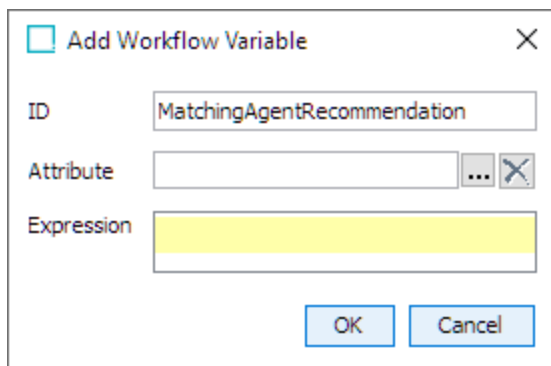 Add Workflow Variable
ID MatchingAgentRecommendation
Attribute ...
Expression
OK Cancel